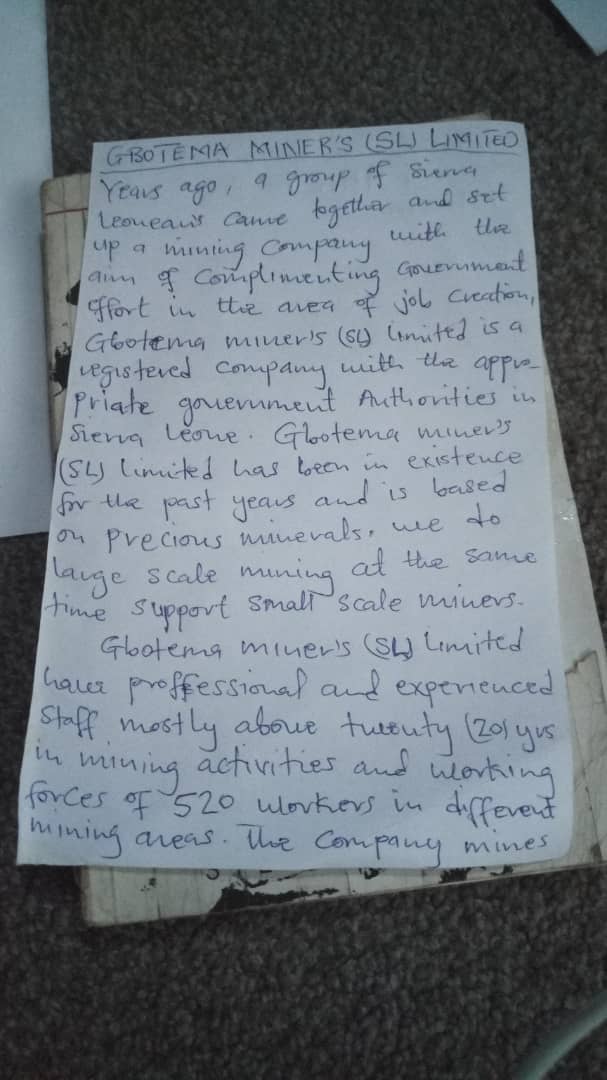 GBOTEMA MINER'S (SL) LIMITED
Years ago, a group of Sierra
Leonean's came together and set
up a mining company with the
aim of Complimenting Government
effort in the area of job creation,
Gbotema miner's (SL) Limited is a
registered company with the appro-
priate government Authorities in
Sierra Leone. Gbotema miner's
(SL) limited has been in existence
for the past years and is based
on precious minerals, we do
large scale mining at the same
time support small scale miners.
Gbotema miner's (SL) Limited
have proffessional and experienced
Staff mostly above twenty (20) yrs
in mining activities and working
forces of 520 workers in different
mining areas. The company mines